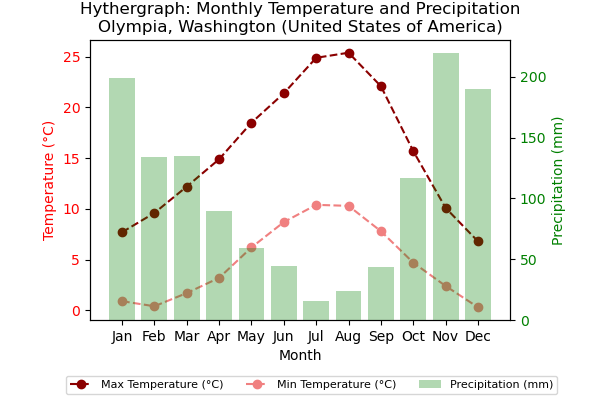 Hythergraph: Monthly Temperature and Precipitation
Olympia, Washington (United States of America)
Temperature (°C)
25
20
15
10
5
0
Precipitation (mm)
200
150
100
50
0
Jan Feb Mar Apr May Jun Jul Aug Sep Oct Nov Dec
Month
Max Temperature (°C) Min Temperature (°C) Precipitation (mm)